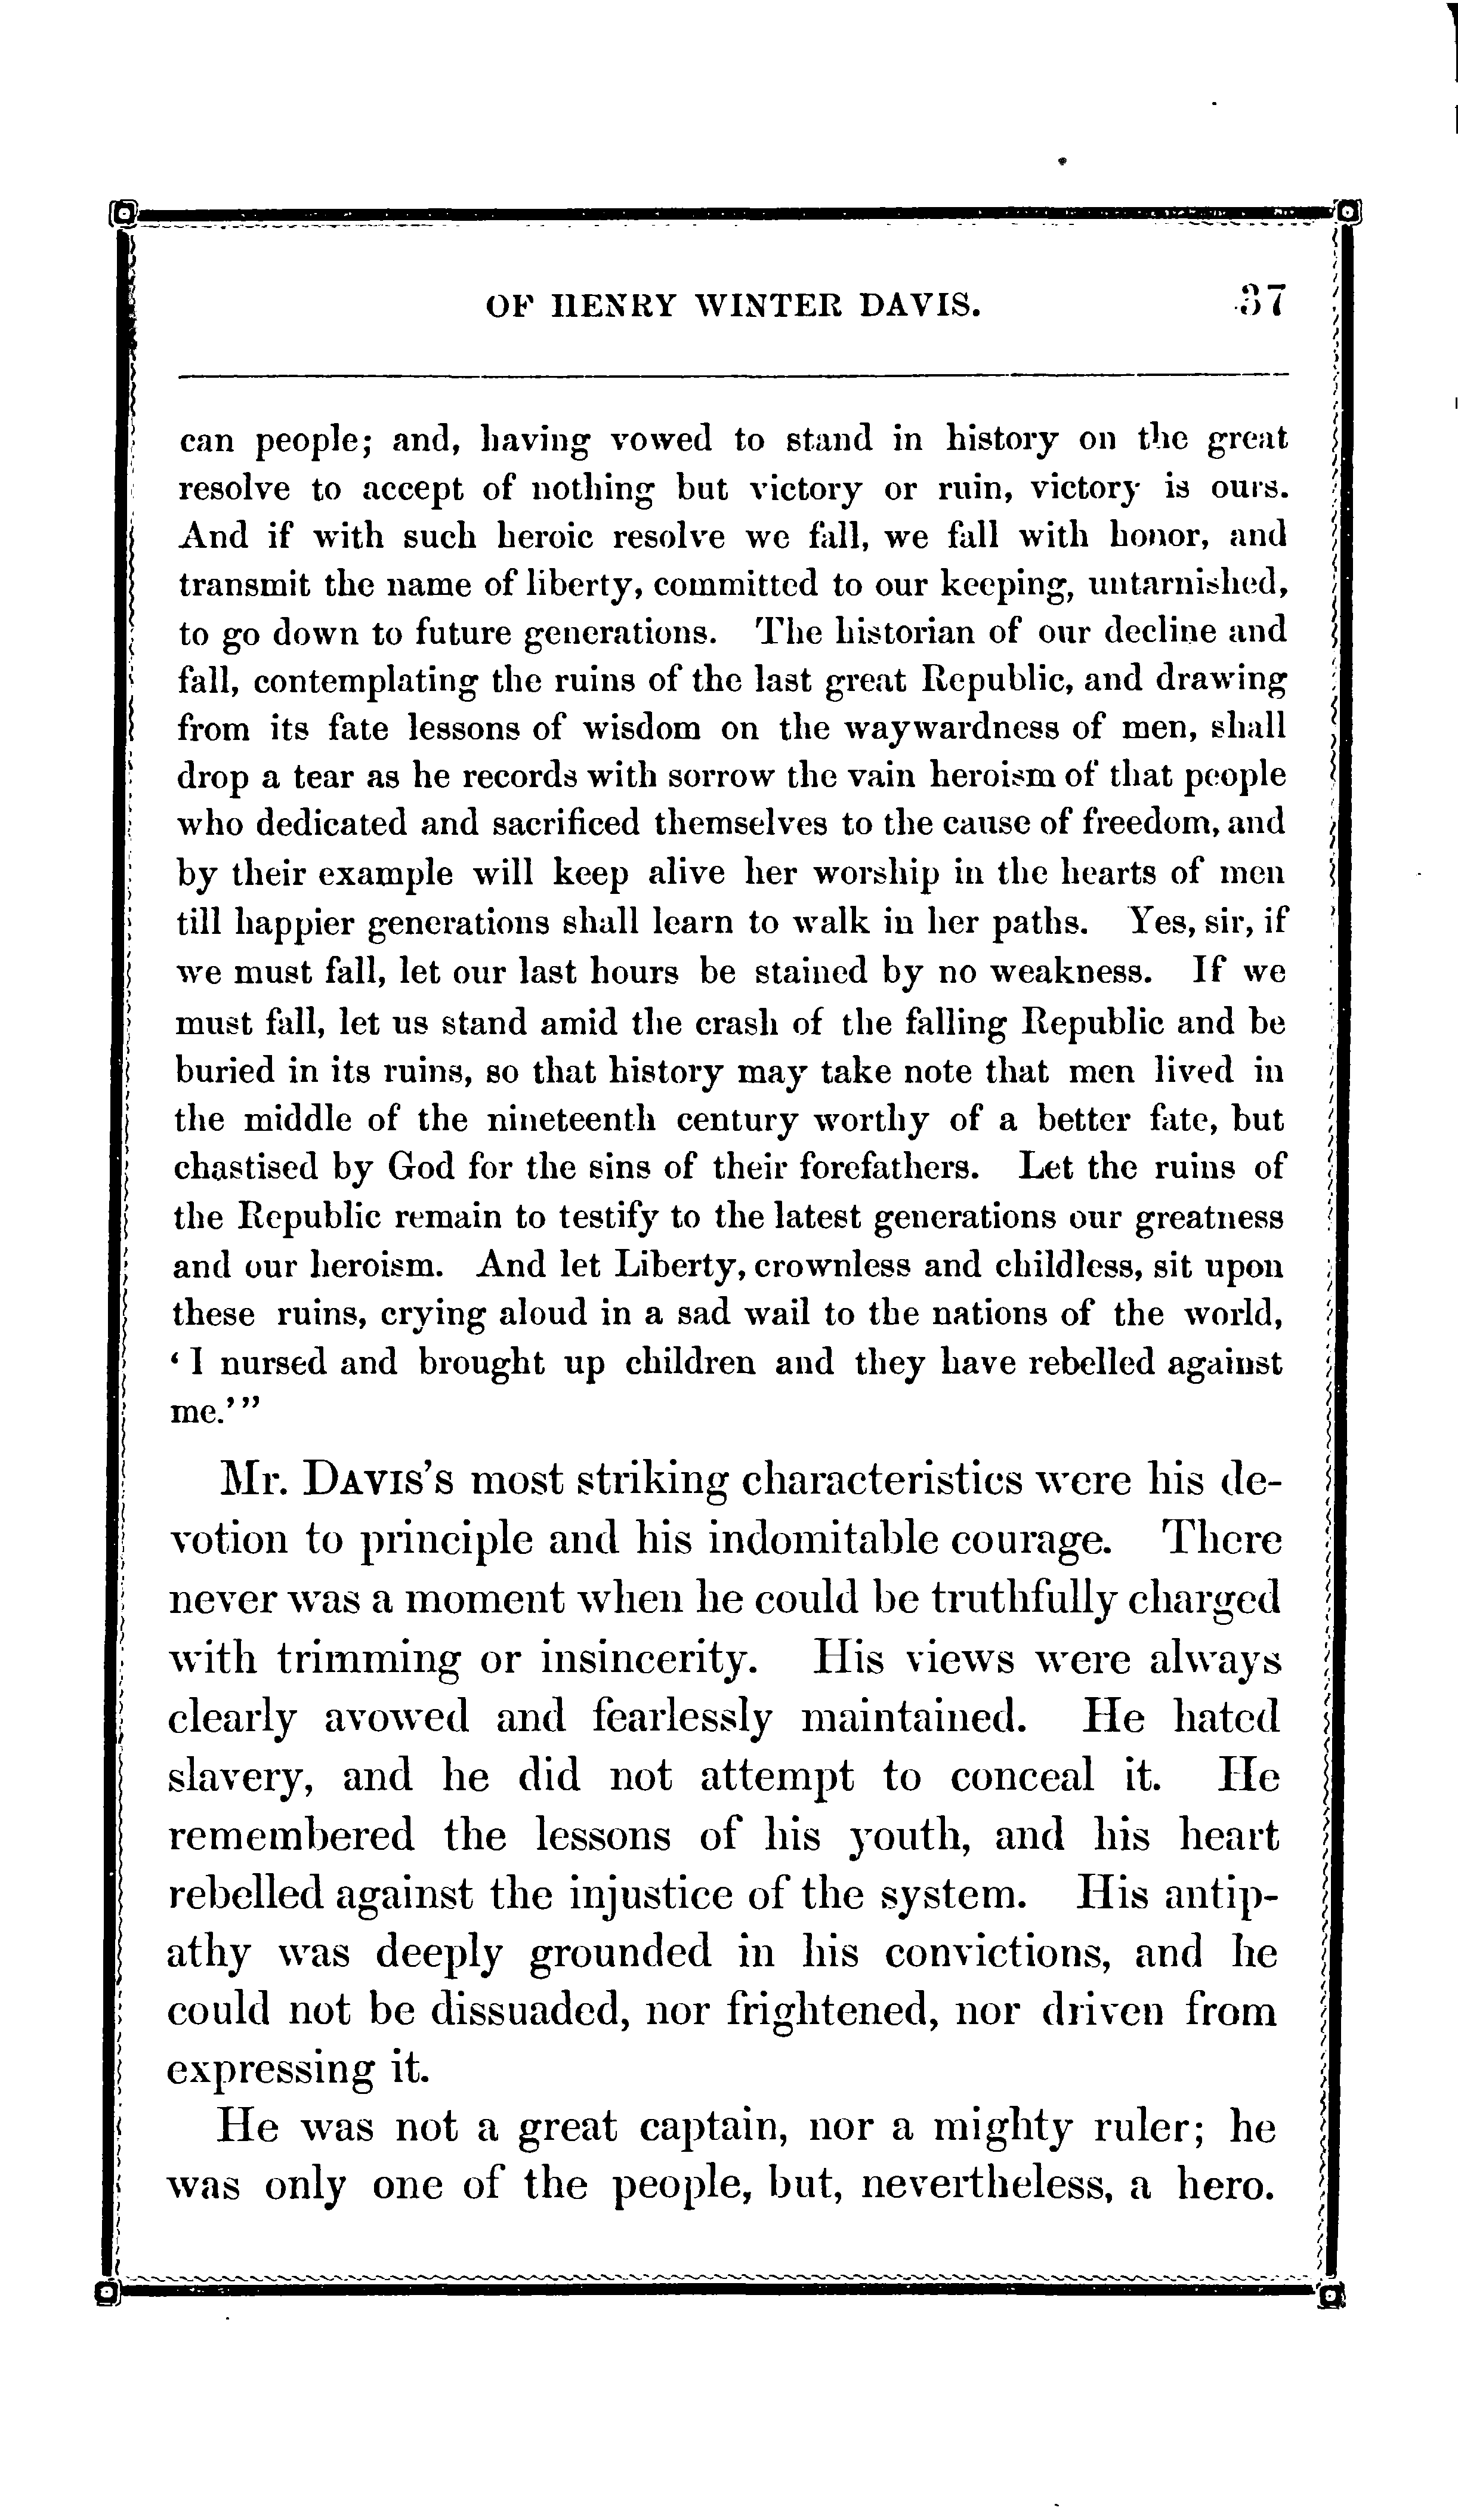 OF HENRY WINTER DAVIS. 37
can people; and, having vowed to stand in history on the great
resolve to accept of nothing but victory or ruin, victory is ours.
And if with such heroic resolve we fall, we fall with honor, and
transmit the name of liberty, committed to our keeping, untarnished,
to go down to future generations. The historian of our decline and
fall, contemplating the ruins of the last great Republic, and drawing
from its fate lessons of wisdom on the waywardness of men, shall
drop a tear as he records with sorrow the vain heroism of that people
who dedicated and sacrificed themselves to the cause of freedom, and
by their example will keep alive her worship in the hearts of men
till happier generations shall learn to walk in her paths. Yes, sir, if
we must fall, let our last hours be stained by no weakness. If we
must fall, let us stand amid the crash of the falling Republic and be
buried in its ruins, so that history may take note that men lived in
the middle of the nineteenth century worthy of a better fate, but
chastised by God for the sins of their forefathers. Let the ruins of
the Republic remain to testify to the latest generations our greatness
and our heroism. And let Liberty, crownless and childless, sit upon
these ruins, crying aloud in a sad wail to the nations of the world,
‘I nursed and brought up children and they have rebelled against
me.’”
Mr. DAVIS’S most striking characteristics were his de-
votion to principle and his indomitable courage. There
never was a moment when he could be truthfully charged
with trimming or insincerity. His views were always
clearly avowed and fearlessly maintained. He hated
slavery, and he did not attempt to conceal it. He
remembered the lessons of his youth, and his heart
rebelled against the injustice of the system. His antip-
athy was deeply grounded in his convictions, and he
could not be dissuaded, nor frightened, nor driven from
expressing it.
He was not a great captain, nor a mighty ruler; he
was only one of the people, but, nevertheless, a hero.